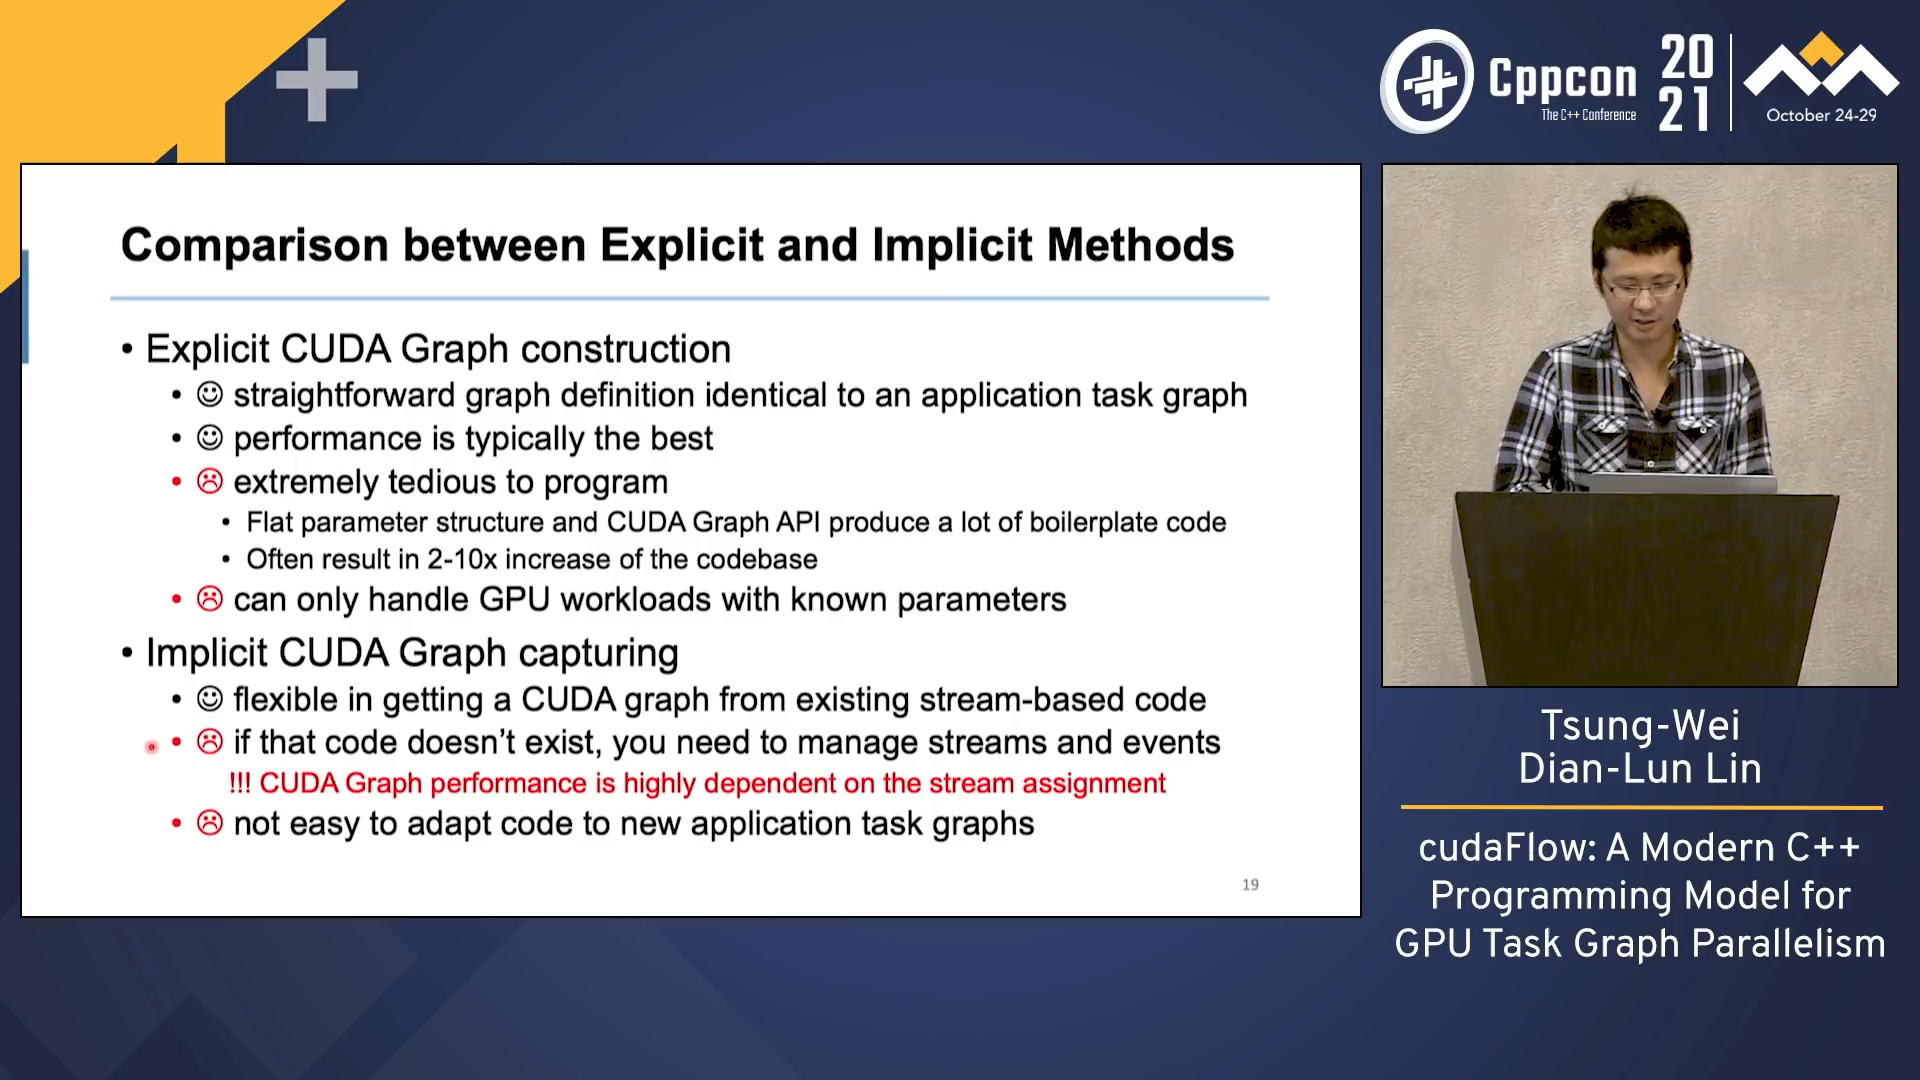 Cppcon
The C++ Conference
20
21
October 24-29
Comparison between Explicit and Implicit Methods
• Explicit CUDA Graph construction
• ☺ straightforward graph definition identical to an application task graph
• ☺ performance is typically the best
• ☹ extremely tedious to program
• Flat parameter structure and CUDA Graph API produce a lot of boilerplate code
• Often result in 2-10x increase of the codebase
• ☹ can only handle GPU workloads with known parameters
• Implicit CUDA Graph capturing
• ☺ flexible in getting a CUDA graph from existing stream-based code
• ☹ if that code doesn’t exist, you need to manage streams and events
!!! CUDA Graph performance is highly dependent on the stream assignment
• ☹ not easy to adapt code to new application task graphs
19
Tsung-Wei
Dian-Lun Lin
cudaFlow: A Modern C++
Programming Model for
GPU Task Graph Parallelism